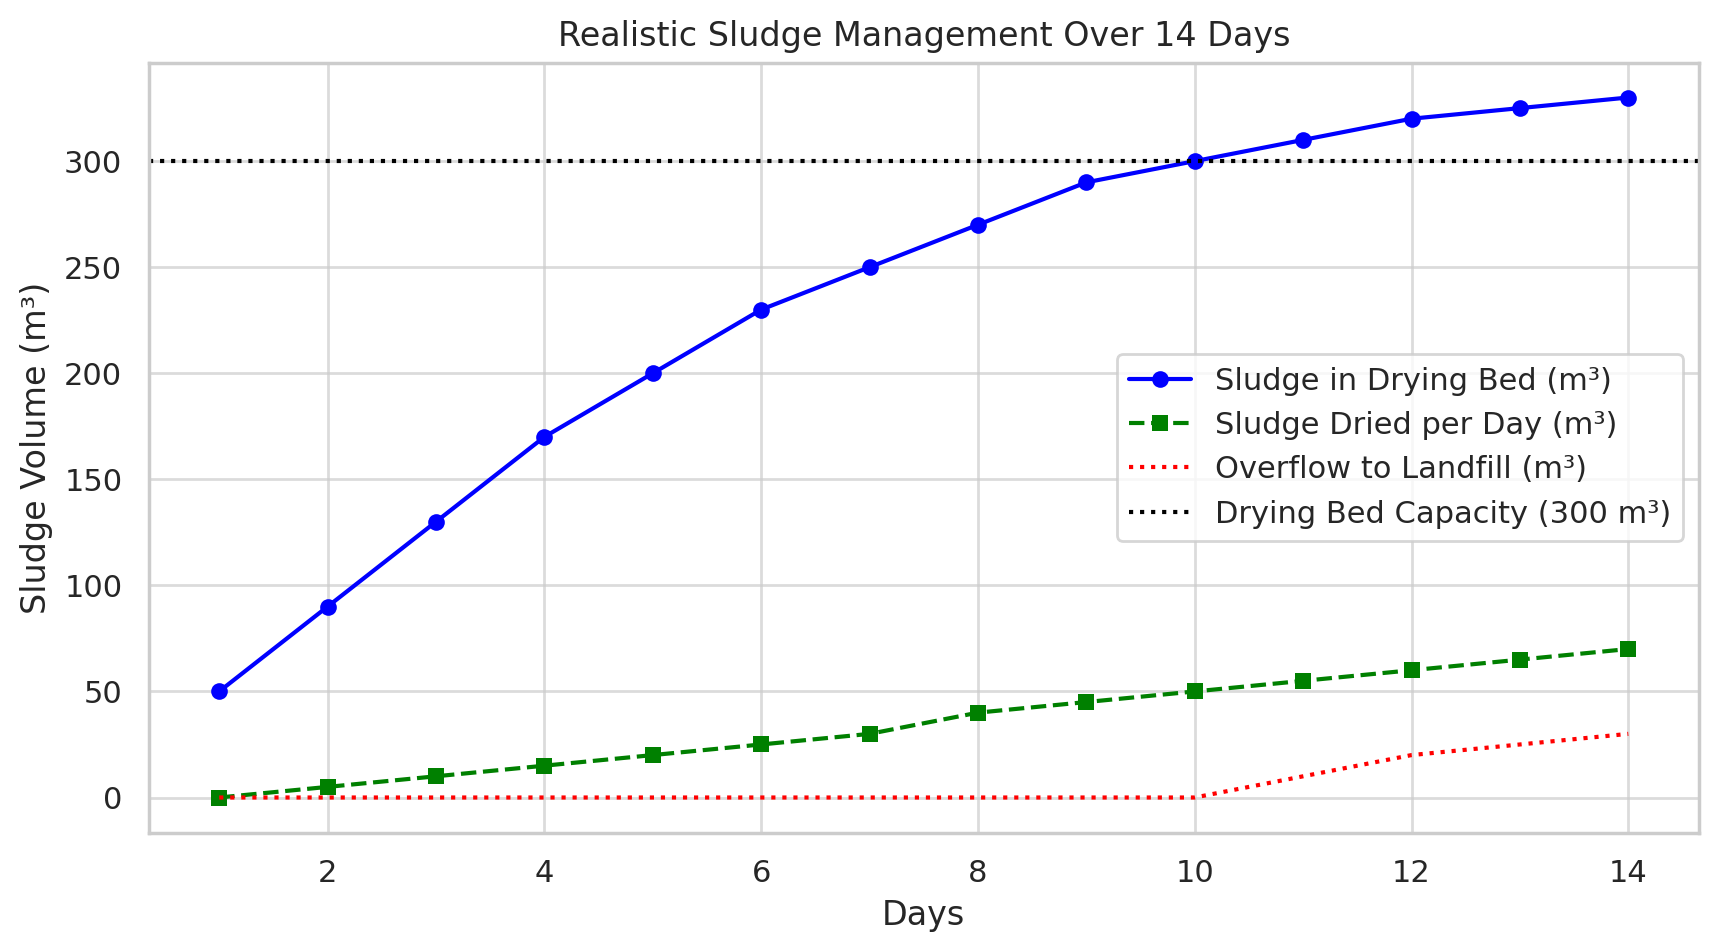 Realistic Sludge Management Over 14 Days
Sludge Volume (m³)
300
250
200
150
100
50
0
Sludge in Drying Bed (m³)
Sludge Dried per Day (m³)
Overflow to Landfill (m³)
Drying Bed Capacity (300 m³)
2 4 6 8 10 12 14
Days